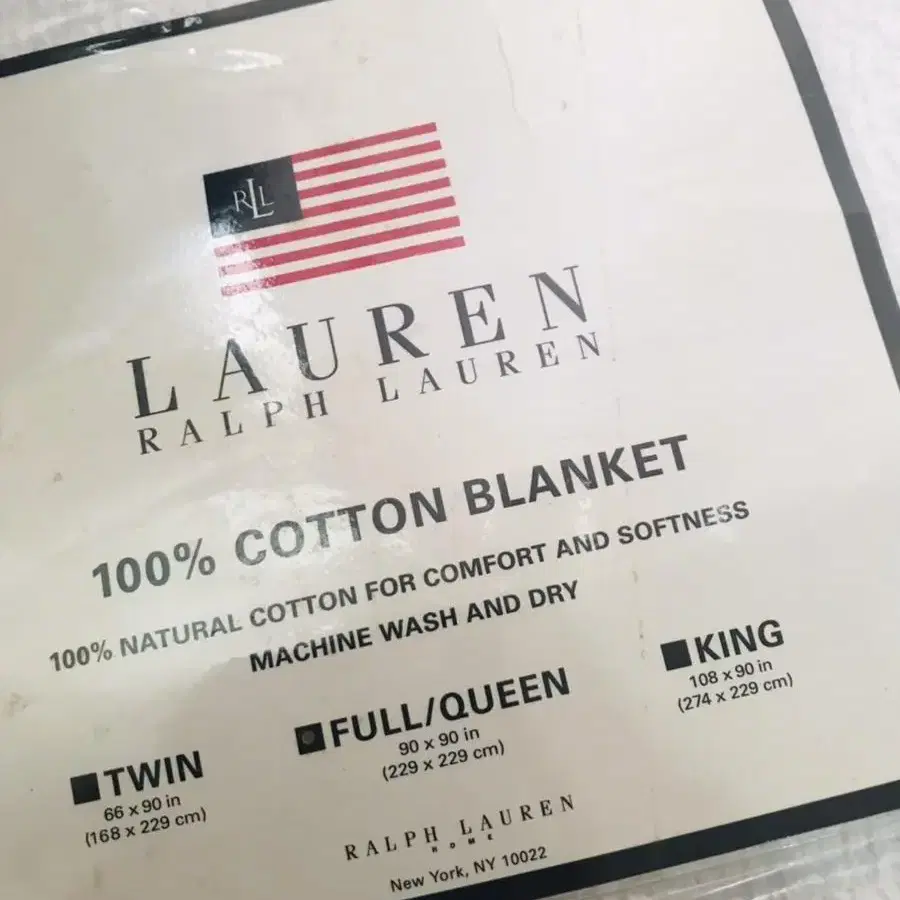 RLL
LAUREN
RALPH LAUREN
100% COTTON BLANKET
100% NATURAL COTTON FOR COMFORT AND SOFTNESS
MACHINE WASH AND DRY
TWIN
66 x 90 in
(168 x 229 cm)
FULL/QUEEN
90 x 90 in
(229 x 229 cm)
KING
108 x 90 in
(274 x 229 cm)
RALPH LAUREN
HOME
New York, NY 10022